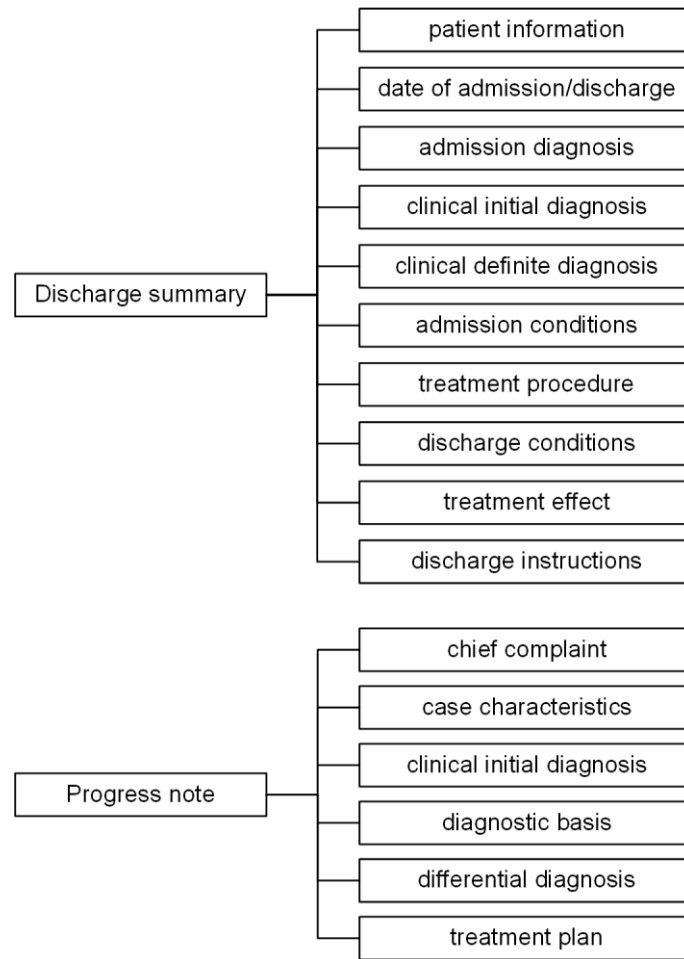 Discharge summary
patient information
date of admission/discharge
admission diagnosis
clinical initial diagnosis
clinical definite diagnosis
admission conditions
treatment procedure
discharge conditions
treatment effect
discharge instructions
Progress note
chief complaint
case characteristics
clinical initial diagnosis
diagnostic basis
differential diagnosis
treatment plan